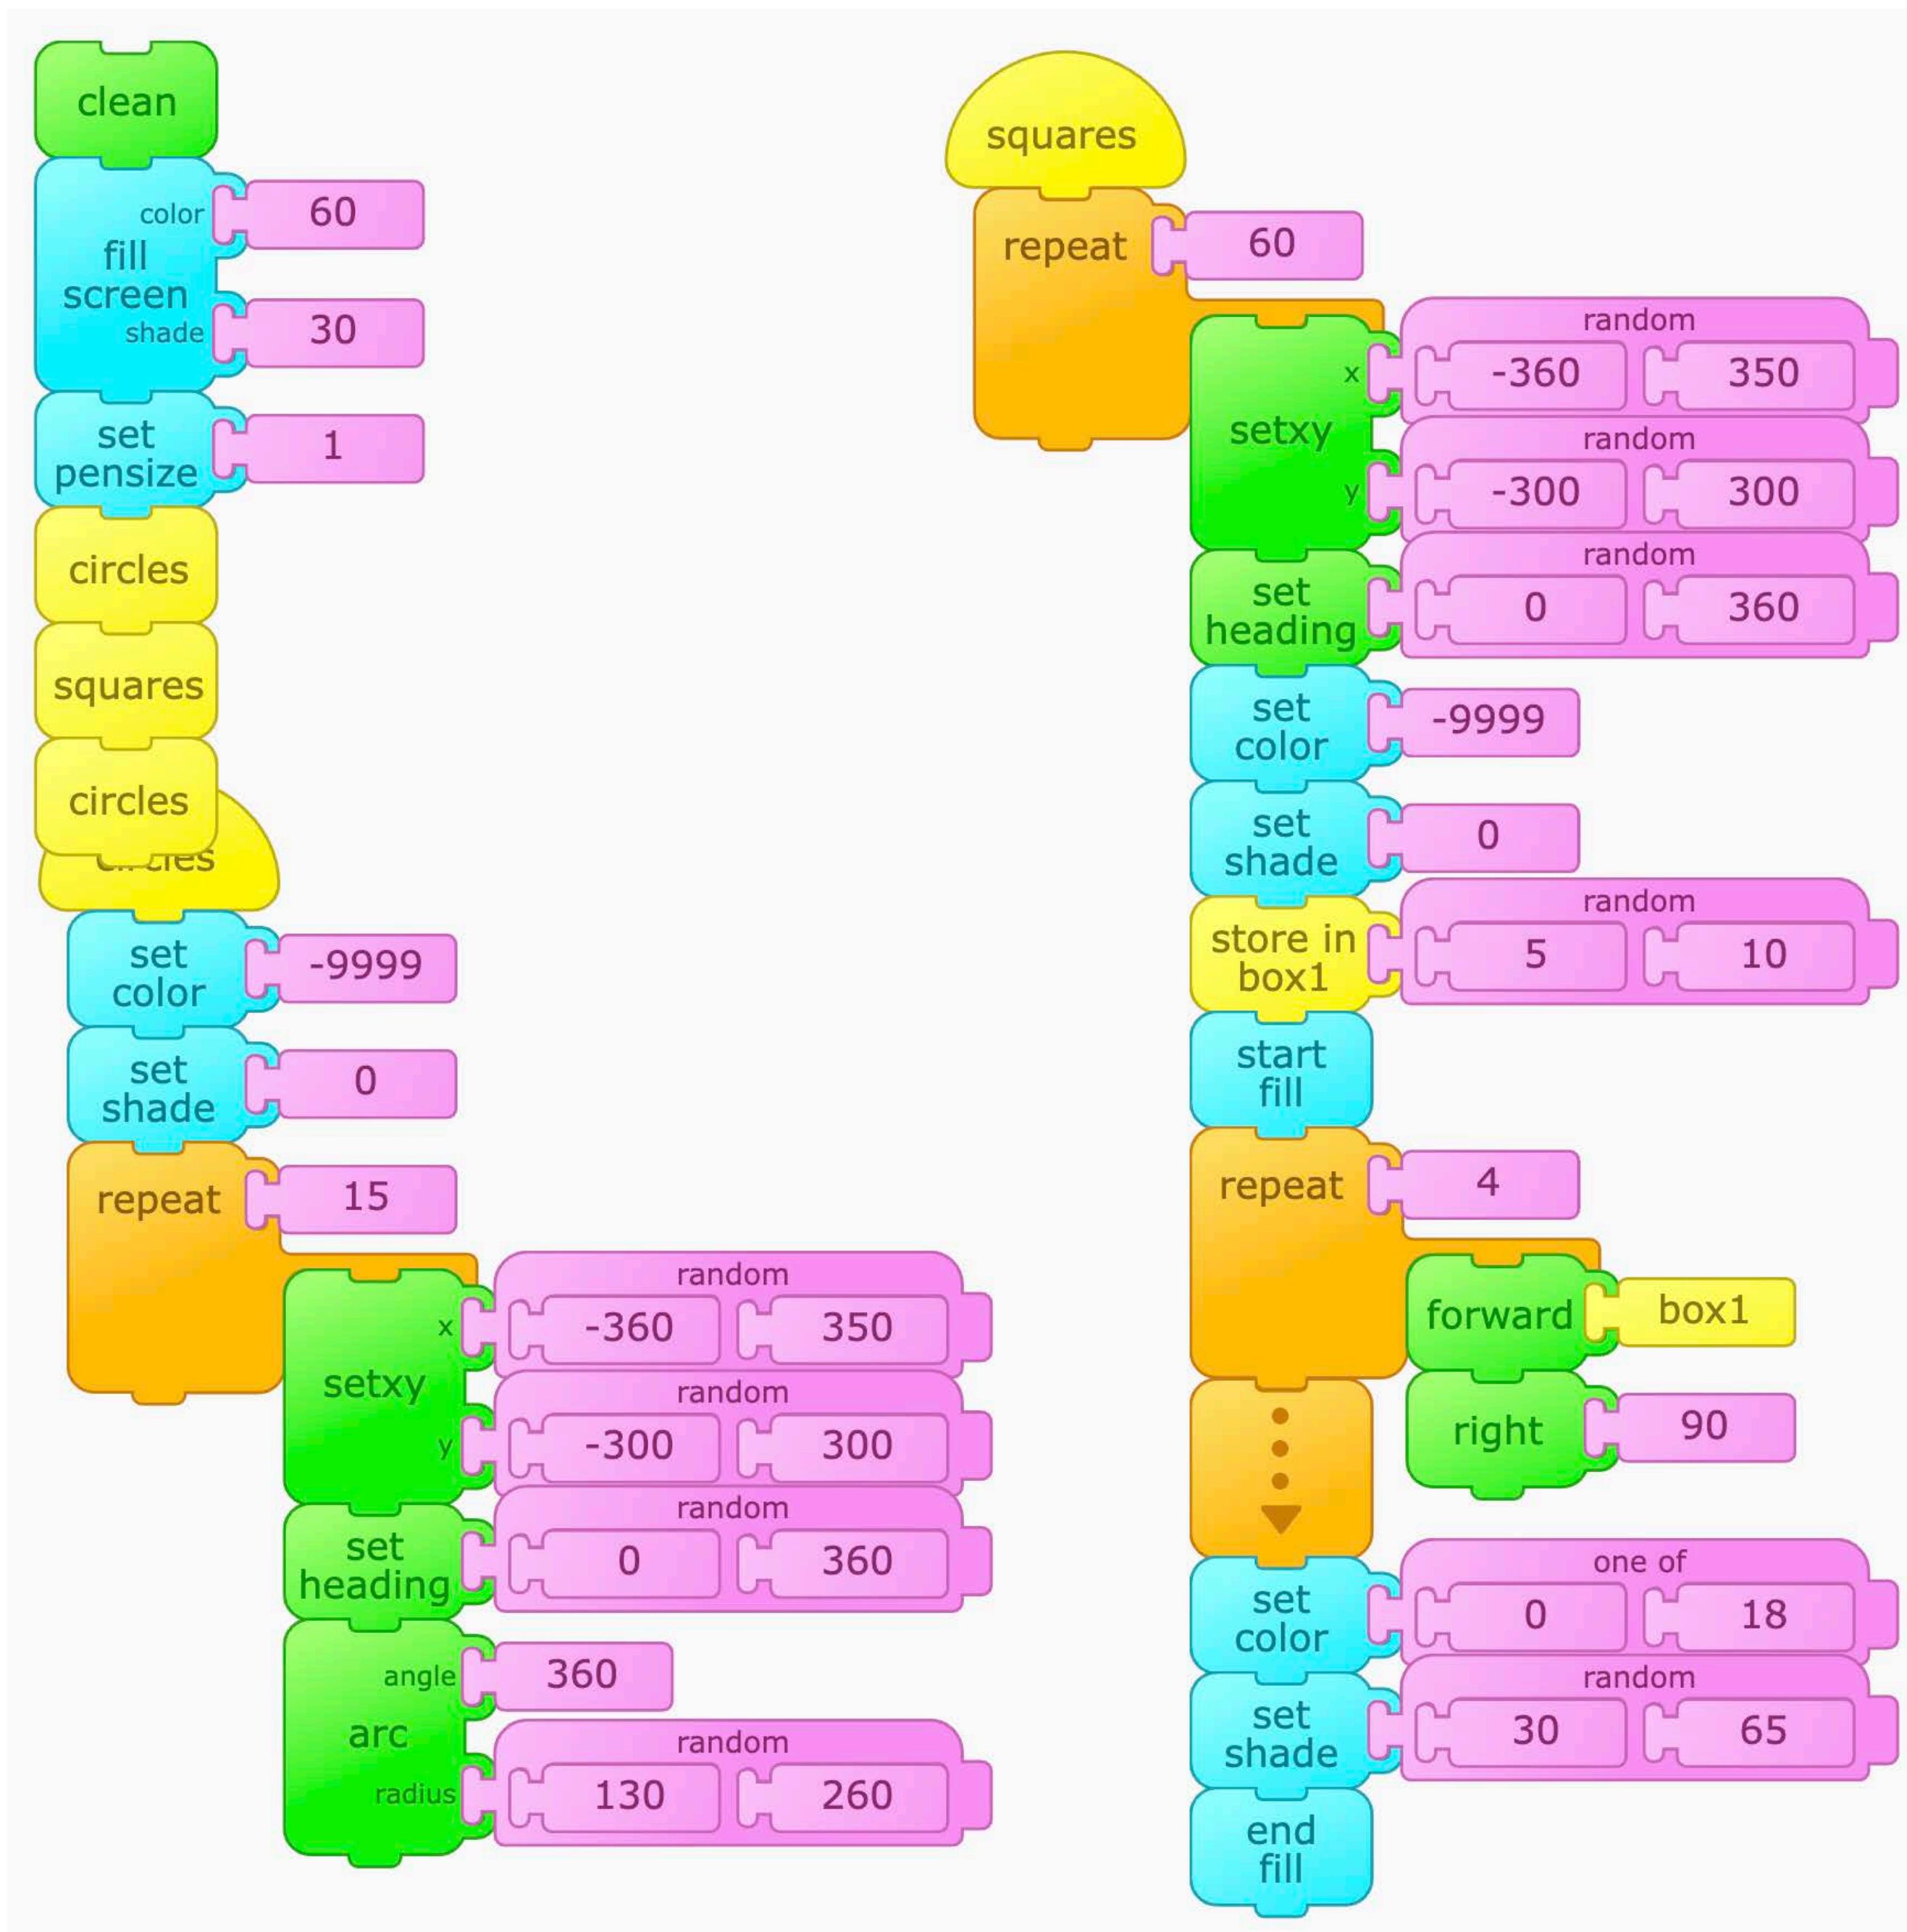 clean
color 60
fill
screen
shade 30
set
pensize 1
circles
squares
circles
set
color -9999
set
shade 0
repeat 15
random
x -360 350
setxy
random
y -300 300
random
set
heading 0 360
angle 360
arc
random
radius 130 260
squares
repeat 60
random
x -360 350
random
setxy
y -300 300
random
set
heading 0 360
set
color -9999
set
shade 0
random
store in
box1 5 10
start
fill
repeat 4
forward box1
right 90
one of
set
color 0 18
random
set
shade 30 65
end
fill